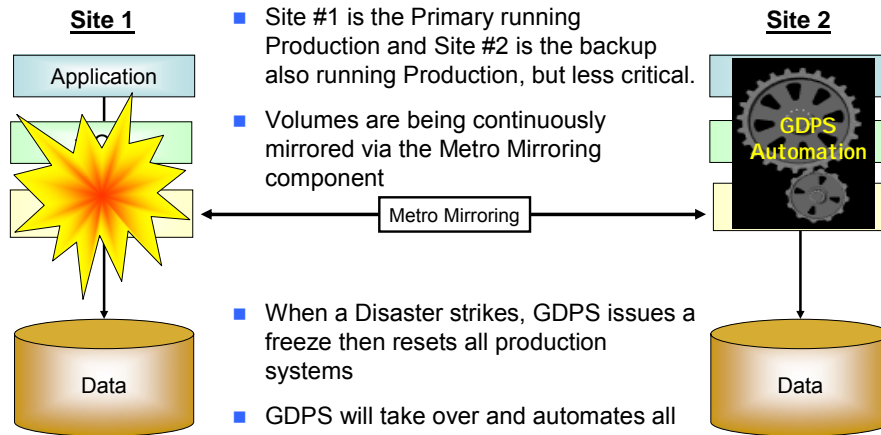 Site 1
Site #1 is the Primary running
Production and Site #2 is the backup
also running Production, but less critical.
Site 2
Application
Volumes are being continuously
mirrored via the Metro Mirroring
component
GDPS
Automation
Metro Mirroring
When a Disaster strikes, GDPS issues a
freeze then resets all production
systems
Data
Data
GDPS will take over and automates all